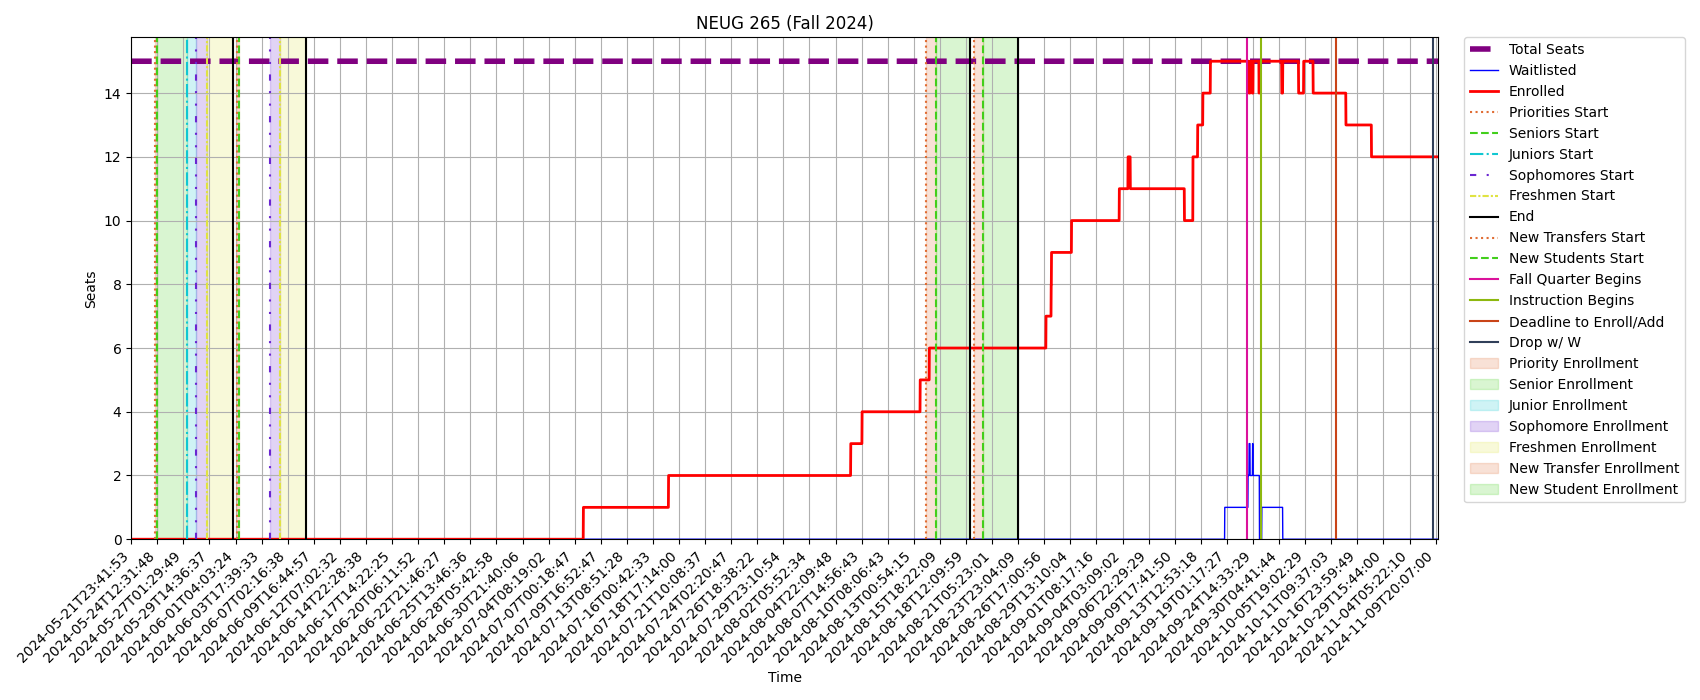 NEUG 265 (Fall 2024)
Seats
14
12
10
8
6
4
2
0
2024-05-21T23:41:53
2024-05-24T12:31:48
2024-05-27T01:29:49
2024-05-29T14:36:37
2024-06-01T04:03:24
2024-06-03T17:39:33
2024-06-07T02:16:38
2024-06-09T16:44:57
2024-06-12T07:02:32
2024-06-14T22:28:38
2024-06-17T14:22:25
2024-06-20T06:11:52
2024-06-22T21:46:27
2024-06-25T13:46:36
2024-06-28T05:42:58
2024-06-30T21:40:06
2024-07-04T08:19:02
2024-07-07T00:18:47
2024-07-09T16:52:47
2024-07-13T08:51:28
2024-07-16T00:42:33
2024-07-18T17:14:00
2024-07-21T10:08:37
2024-07-24T02:20:47
2024-07-26T18:38:22
2024-07-29T23:10:54
2024-08-02T05:52:34
2024-08-04T22:09:48
2024-08-07T14:56:43
2024-08-10T08:06:43
2024-08-13T00:54:15
2024-08-15T18:22:09
2024-08-18T12:09:59
2024-08-21T05:23:01
2024-08-23T23:04:09
2024-08-26T17:00:56
2024-08-29T13:10:04
2024-09-01T08:17:16
2024-09-04T03:09:02
2024-09-06T22:29:29
2024-09-09T17:41:50
2024-09-13T12:53:18
2024-09-19T01:17:27
2024-09-24T14:33:29
2024-09-30T04:41:44
2024-10-05T19:02:29
2024-10-11T09:37:03
2024-10-16T23:59:49
2024-10-29T15:44:00
2024-11-04T05:22:10
2024-11-09T20:07:00
Time
Total Seats
Waitlisted
Enrolled
Priorities Start
Seniors Start
Juniors Start
Sophomores Start
Freshmen Start
End
New Transfers Start
New Students Start
Fall Quarter Begins
Instruction Begins
Deadline to Enroll/Add
Drop w/ W
Priority Enrollment
Senior Enrollment
Junior Enrollment
Sophomore Enrollment
Freshmen Enrollment
New Transfer Enrollment
New Student Enrollment